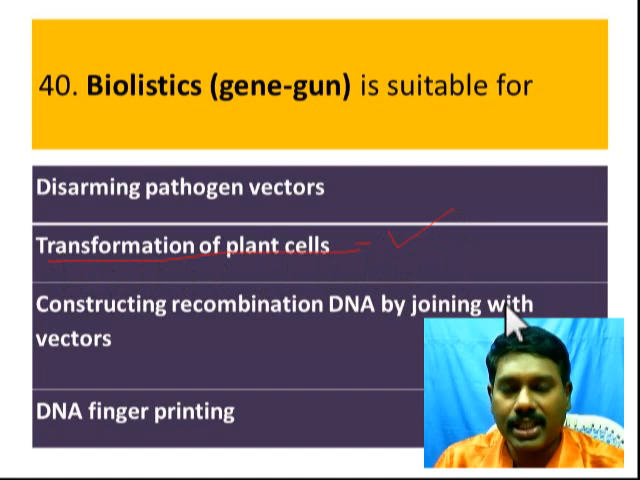 40. Biolistics (gene-gun) is suitable for
Disarming pathogen vectors
Transformation of plant cells
Constructing recombination DNA by joining with
vectors
DNA finger printing